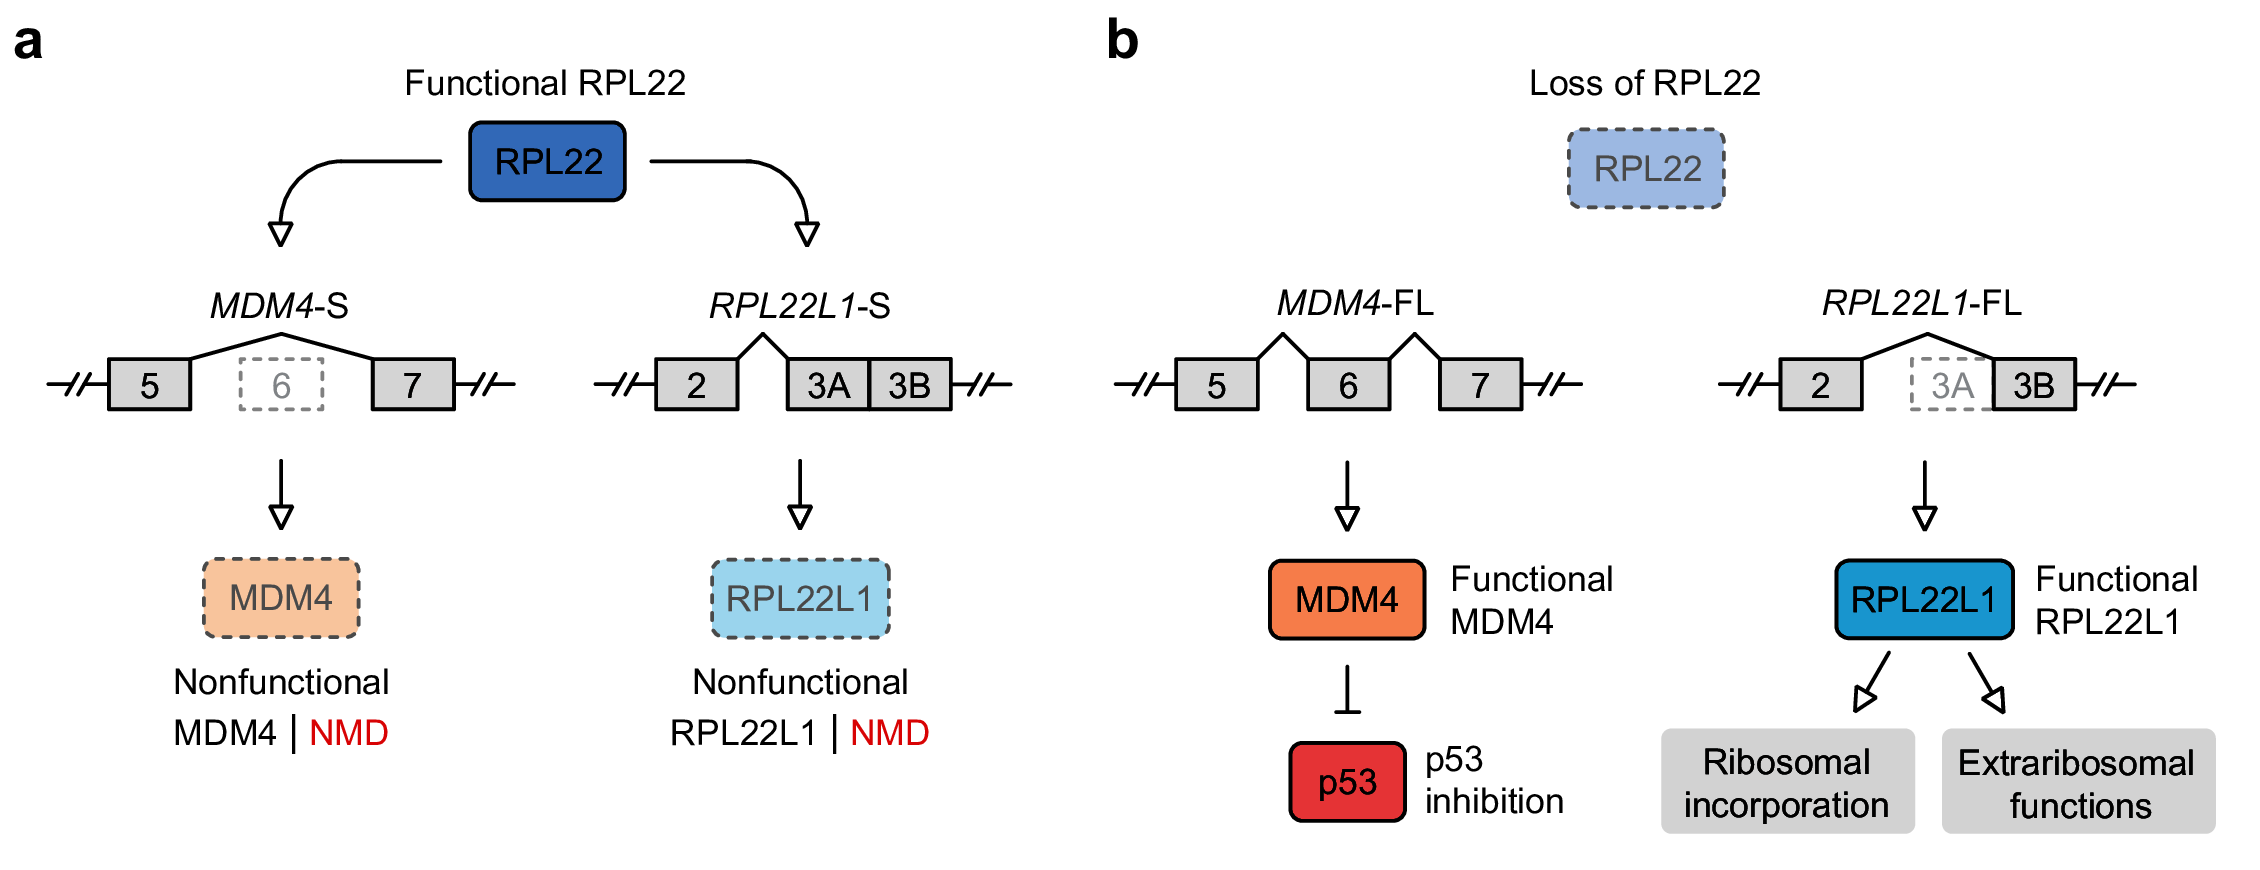 a
Functional RPL22
RPL22
MDM4-S
5 6 7
MDM4
Nonfunctional
MDM4 | NMD
RPL22L1-S
2 3A 3B
RPL22L1
Nonfunctional
RPL22L1 | NMD
b
Loss of RPL22
RPL22
MDM4-FL
5 6 7
MDM4
Functional
MDM4
p53
p53
inhibition
RPL22L1-FL
2 3A 3B
RPL22L1
Functional
RPL22L1
Ribosomal
incorporation
Extraribosomal
functions